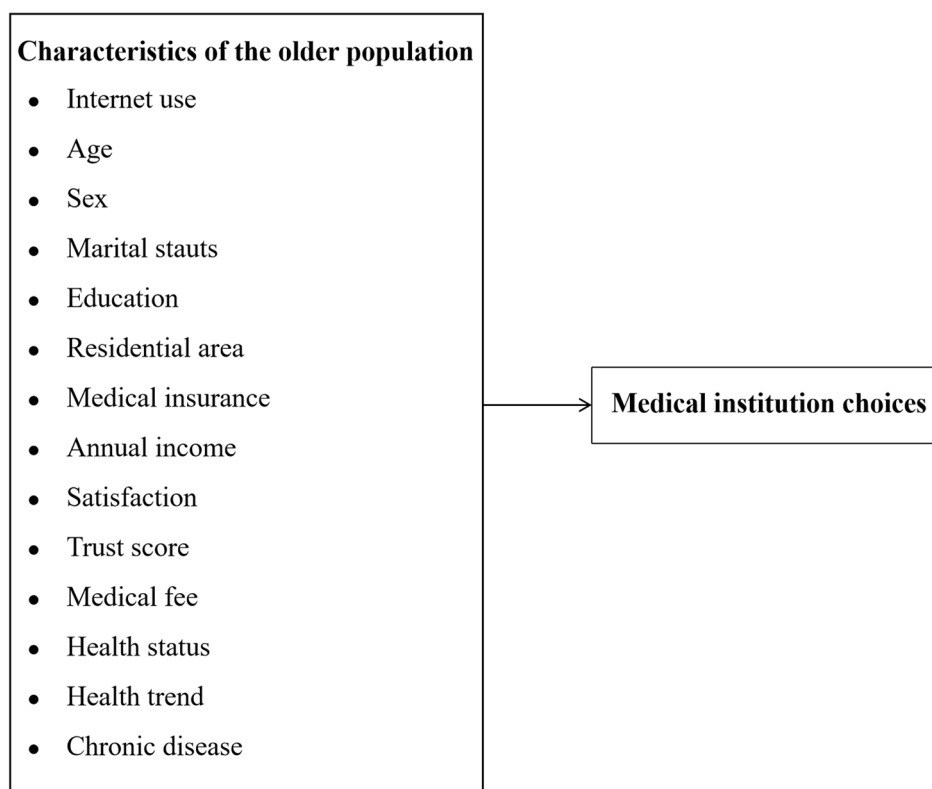 Characteristics of the older population
• Internet use
• Age
• Sex
• Marital stauts
• Education
• Residential area
• Medical insurance
• Annual income
• Satisfaction
• Trust score
• Medical fee
• Health status
• Health trend
• Chronic disease
Medical institution choices